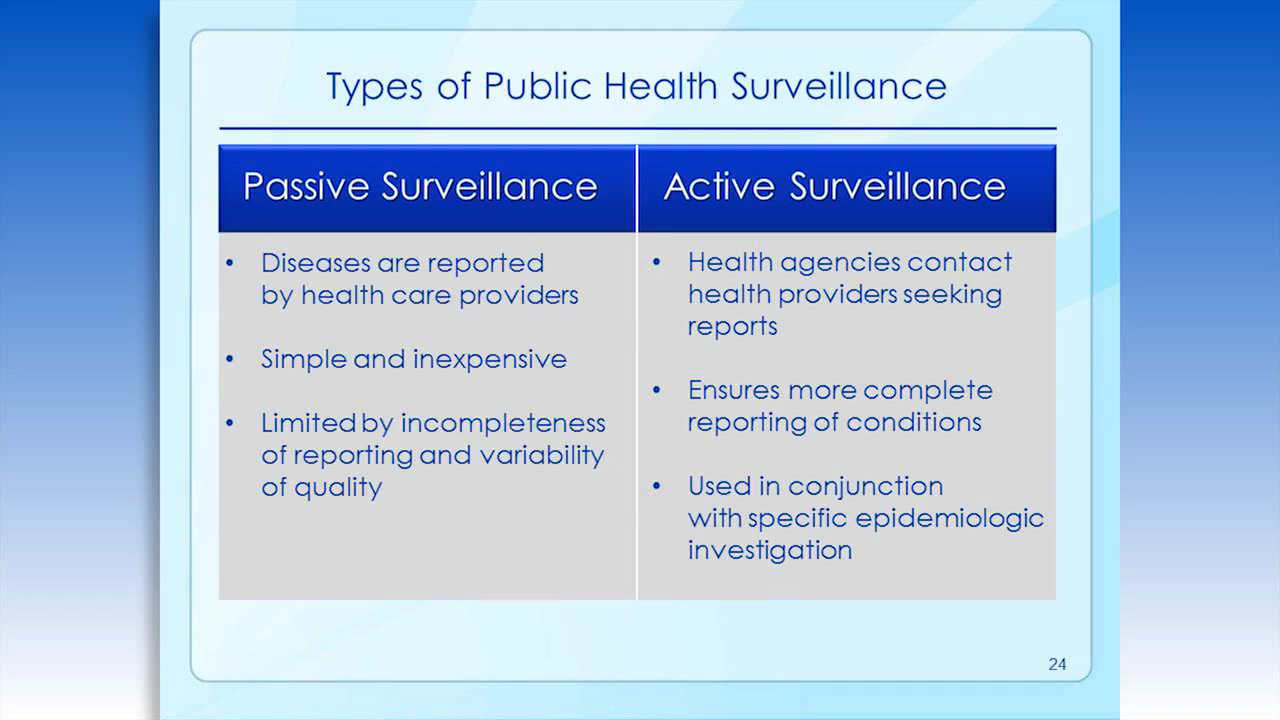 Types of Public Health Surveillance
Passive Surveillance
• Diseases are reported
by health care providers
• Simple and inexpensive
• Limited by incompleteness
of reporting and variability
of quality
Active Surveillance
• Health agencies contact
health providers seeking
reports
• Ensures more complete
reporting of conditions
• Used in conjunction
with specific epidemiologic
investigation
24